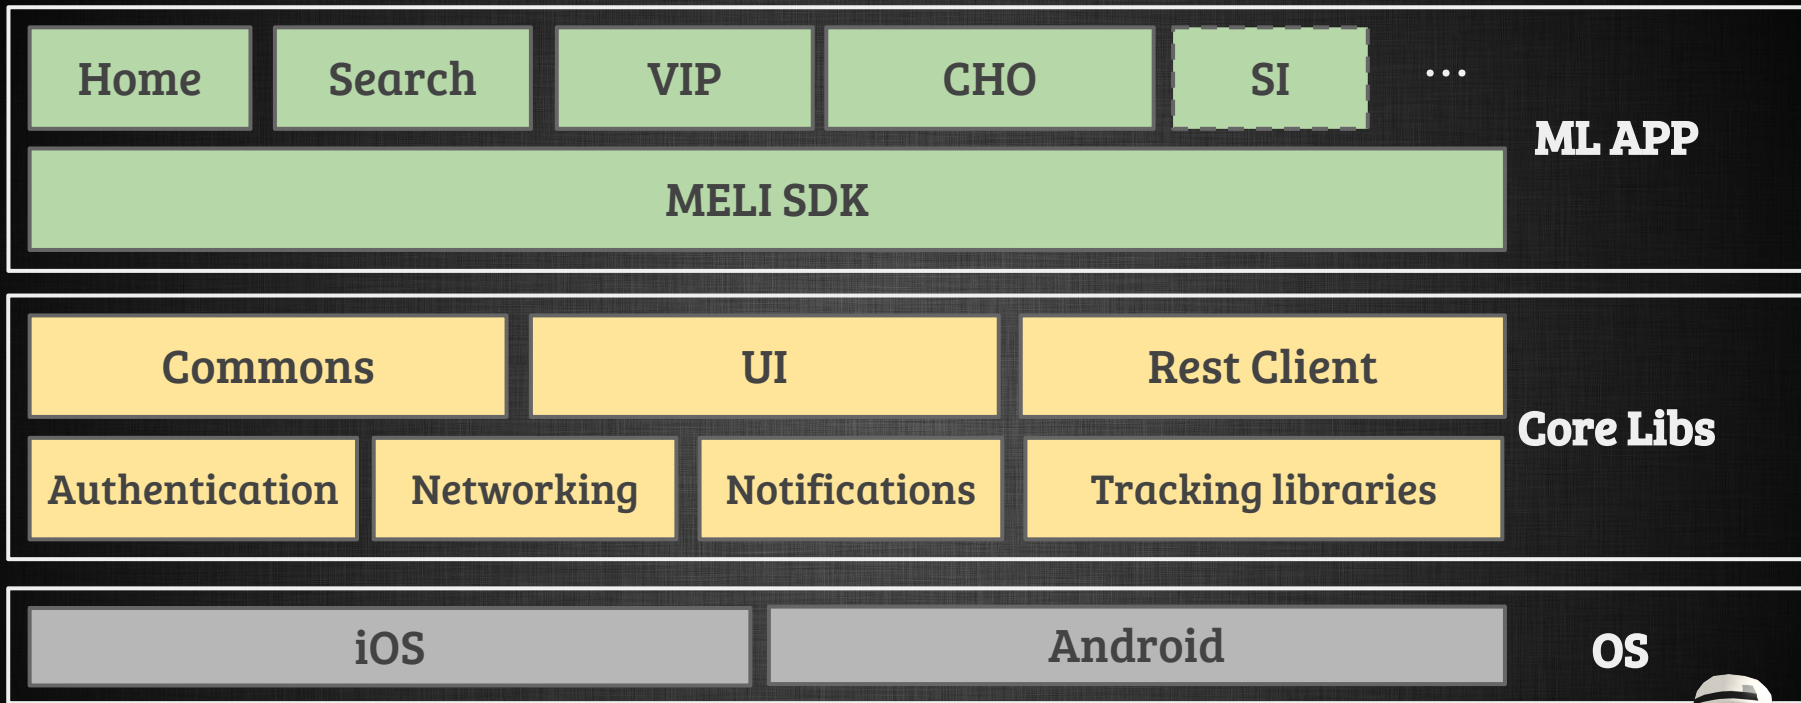 Home Search VIP CHO SI ...
ML APP
MELI SDK
Commons UI Rest Client
Core Libs
Authentication Networking Notifications Tracking libraries
iOS Android OS